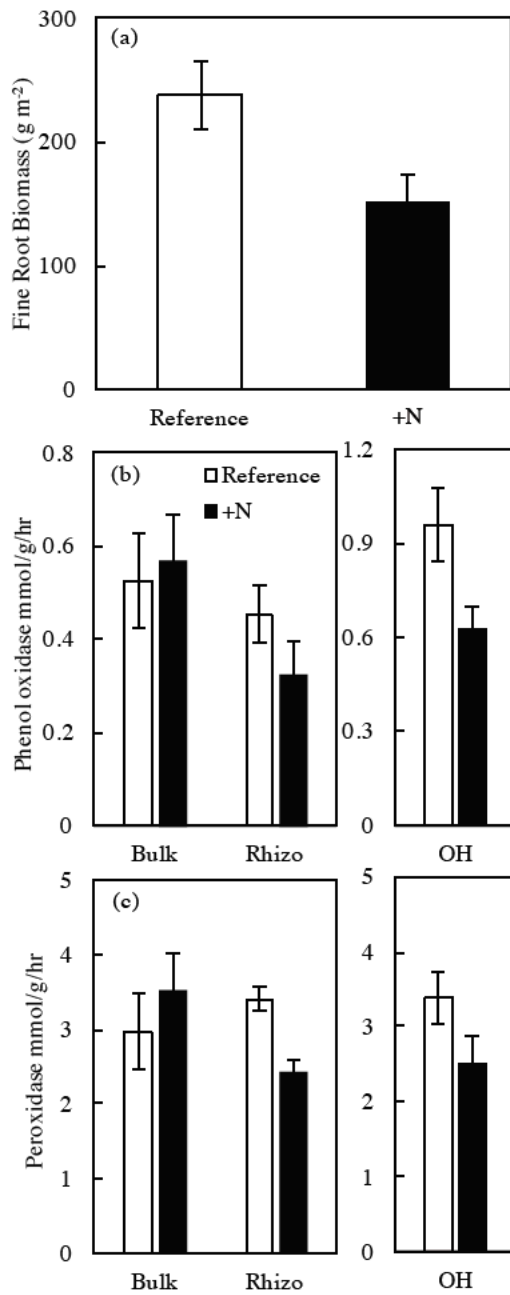 (a)
Fine Root Biomass (g m-2)
300
200
100
0
Reference +N
(b)
Reference
+N
Phenol oxidase mmol/g/hr
0.8
0.6
0.4
0.2
0
Bulk Rhizo
1.2
0.9
0.6
0.3
0
OH
(c)
Peroxidase mmol/g/hr
5
4
3
2
1
0
Bulk Rhizo
5
4
3
2
1
0
OH